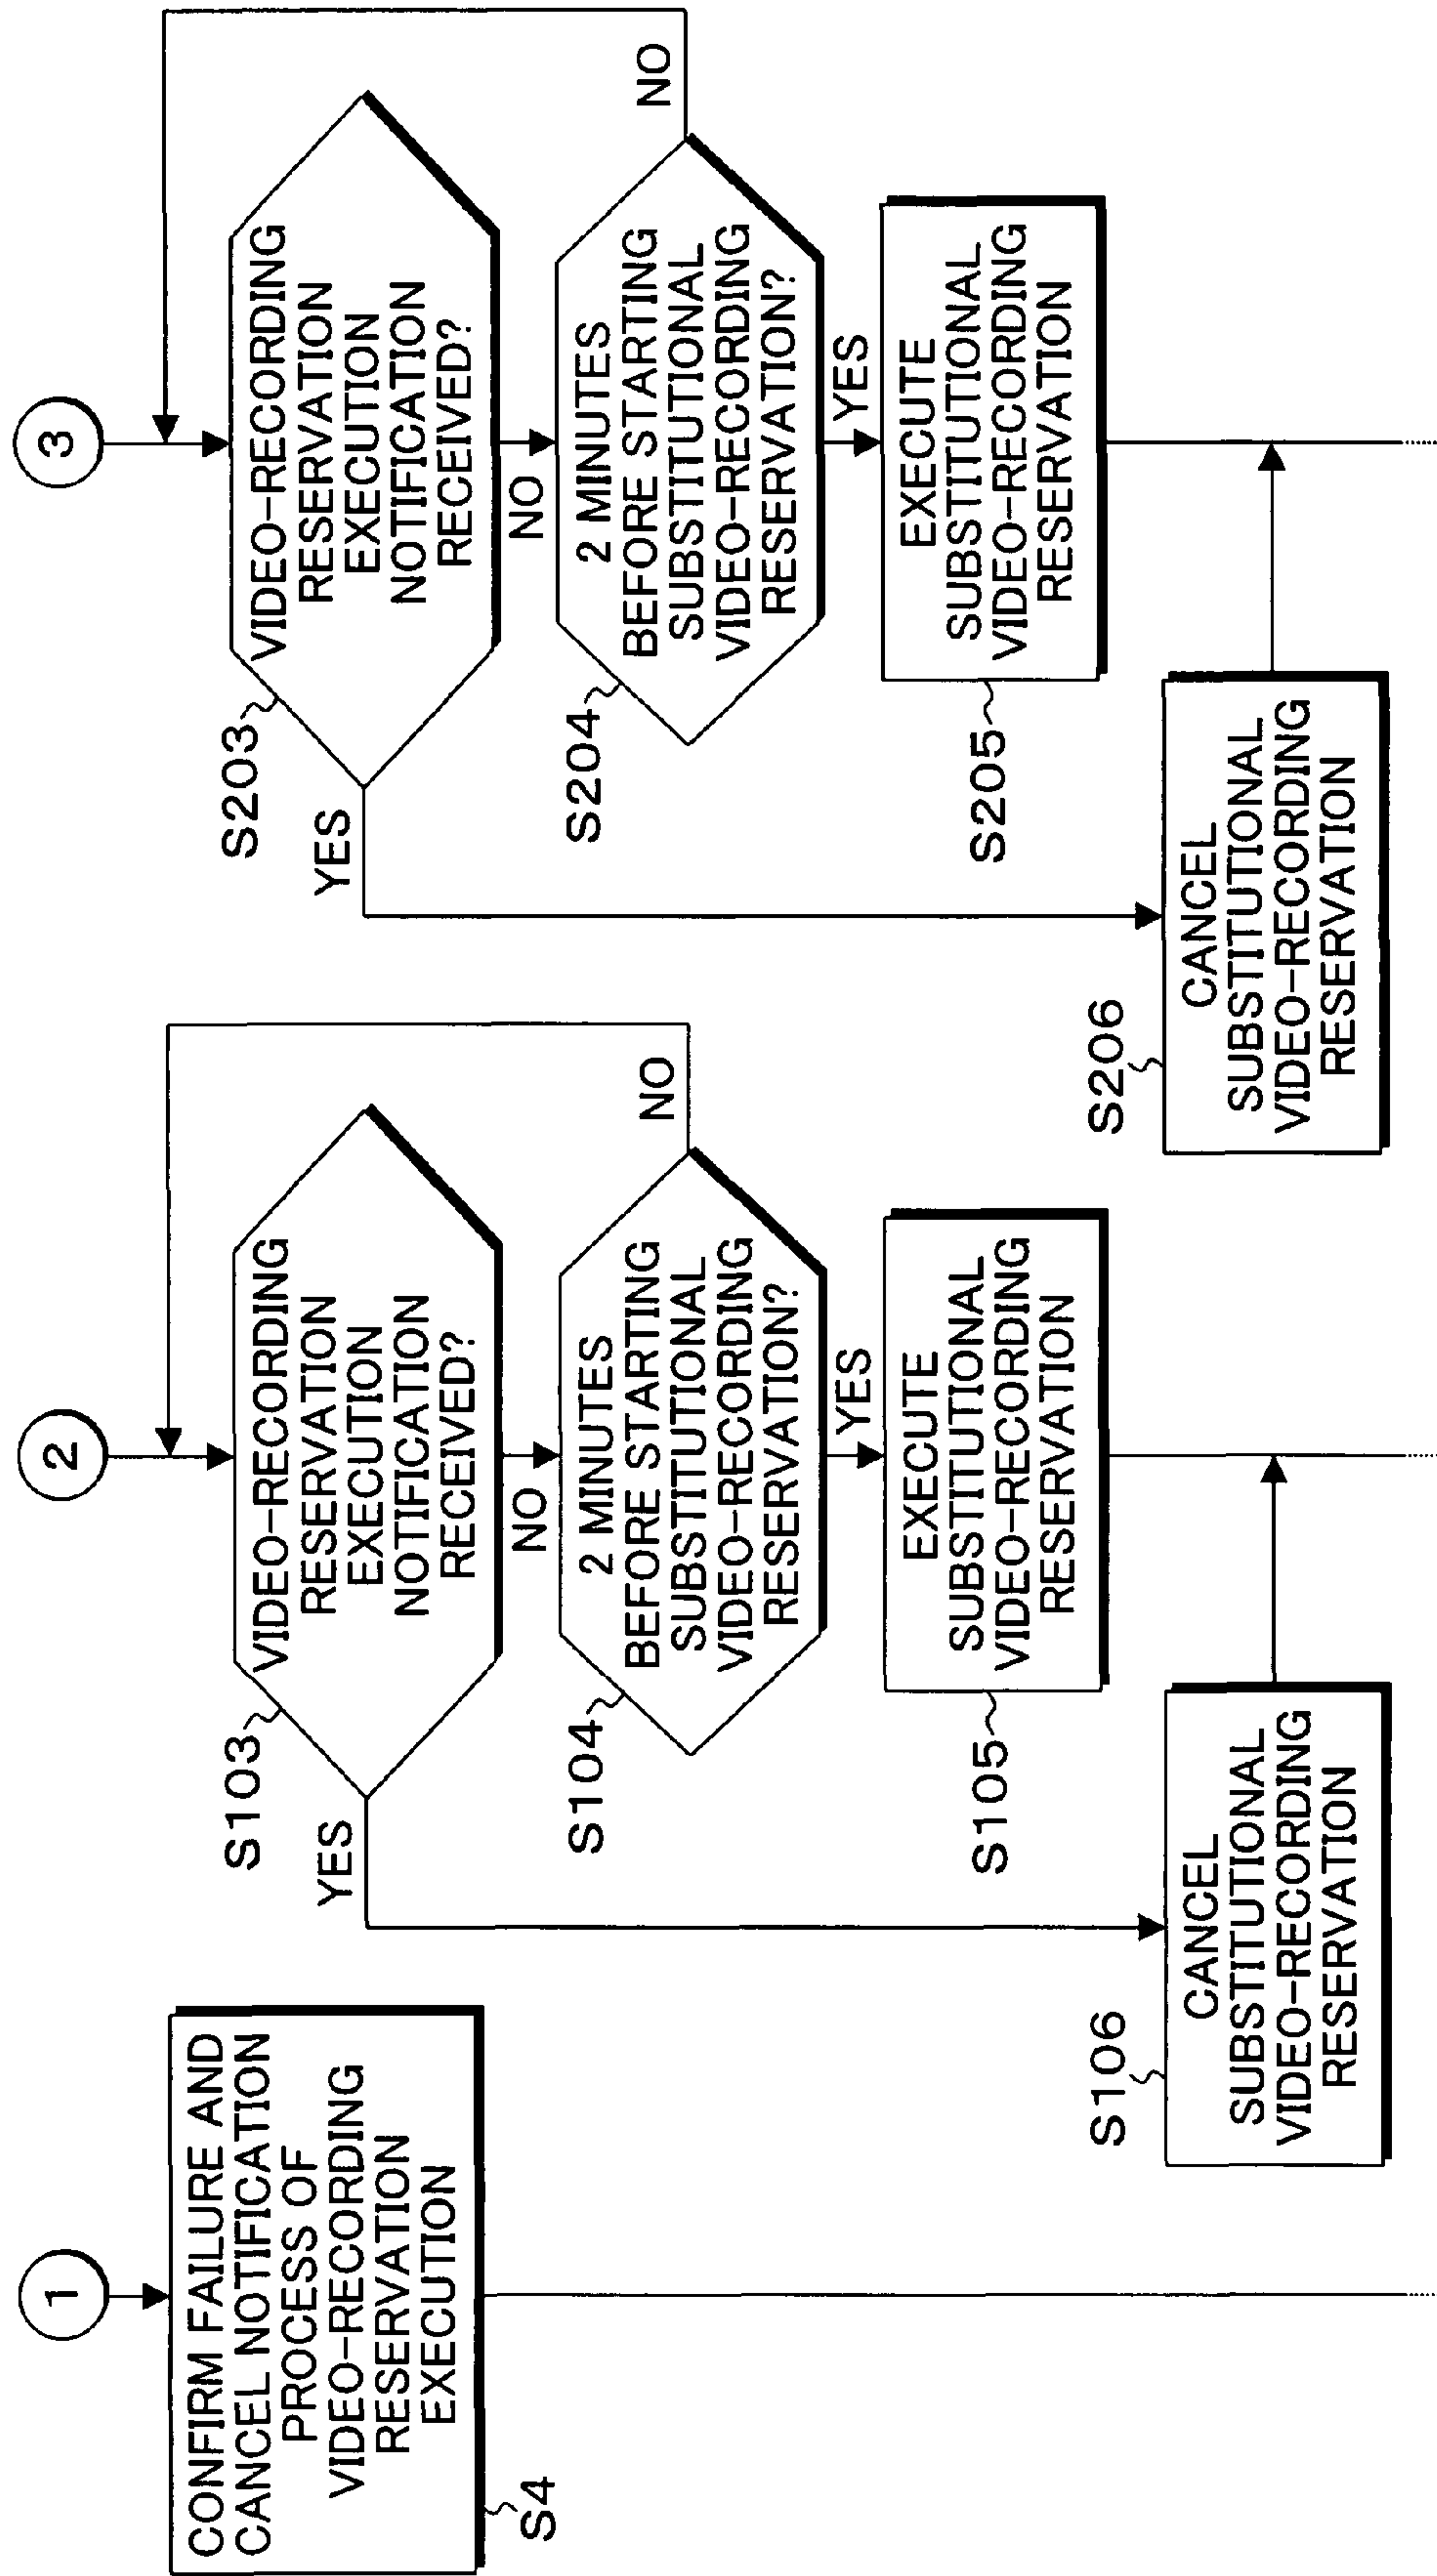 1
CONFIRM FAILURE AND
CANCEL NOTIFICATION
PROCESS OF
VIDEO-RECORDING
RESERVATION
EXECUTION
S4
2
VIDEO-RECORDING
RESERVATION
EXECUTION
NOTIFICATION
RECEIVED?
S103
YES
NO
2 MINUTES
BEFORE STARTING
SUBSTITUTIONAL
VIDEO-RECORDING
RESERVATION?
S104
NO
YES
EXECUTE
SUBSTITUTIONAL
VIDEO-RECORDING
RESERVATION
S105
CANCEL
SUBSTITUTIONAL
VIDEO-RECORDING
RESERVATION
S106
3
VIDEO-RECORDING
RESERVATION
EXECUTION
NOTIFICATION
RECEIVED?
S203
YES
NO
2 MINUTES
BEFORE STARTING
SUBSTITUTIONAL
VIDEO-RECORDING
RESERVATION?
S204
NO
YES
EXECUTE
SUBSTITUTIONAL
VIDEO-RECORDING
RESERVATION
S205
CANCEL
SUBSTITUTIONAL
VIDEO-RECORDING
RESERVATION
S206